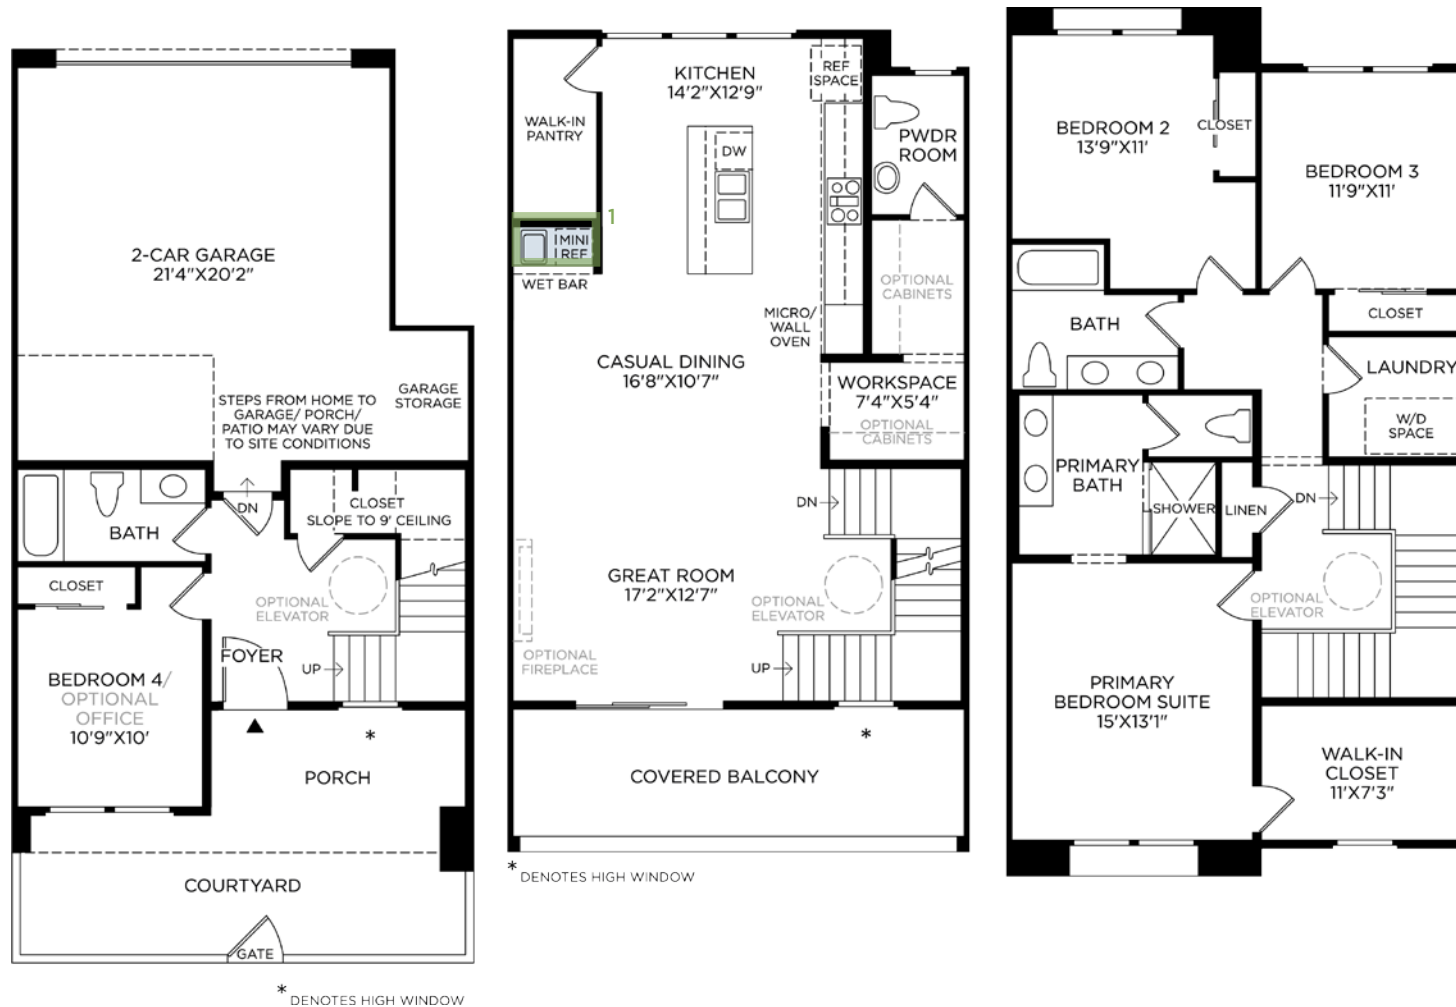 2-CAR GARAGE
21'4"X20'2"
STEPS FROM HOME TO
GARAGE/ PORCH/
PATIO MAY VARY DUE
TO SITE CONDITIONS
GARAGE
STORAGE
DN
CLOSET
SLOPE TO 9' CEILING
BATH
CLOSET
OPTIONAL
ELEVATOR
FOYER
UP
BEDROOM 4/
OPTIONAL
OFFICE
10'9"X10'
*
PORCH
COURTYARD
GATE
* DENOTES HIGH WINDOW
KITCHEN
14'2"X12'9"
REF
SPACE
WALK-IN
PANTRY
DW
PWDR
ROOM
1
MINI
REF
WET BAR
OPTIONAL
CABINETS
MICRO/
WALL
OVEN
CASUAL DINING
16'8"X10'7"
WORKSPACE
7'4"X5'4"
OPTIONAL
CABINETS
DN
GREAT ROOM
17'2"X12'7"
OPTIONAL
ELEVATOR
OPTIONAL
FIREPLACE
UP
*
COVERED BALCONY
* DENOTES HIGH WINDOW
BEDROOM 2
13'9"X11'
CLOSET
BEDROOM 3
11'9"X11'
CLOSET
BATH
LAUNDRY
W/D
SPACE
PRIMARY
BATH
SHOWER
LINEN
DN
OPTIONAL
ELEVATOR
PRIMARY
BEDROOM SUITE
15'X13'1"
WALK-IN
CLOSET
11'X7'3"